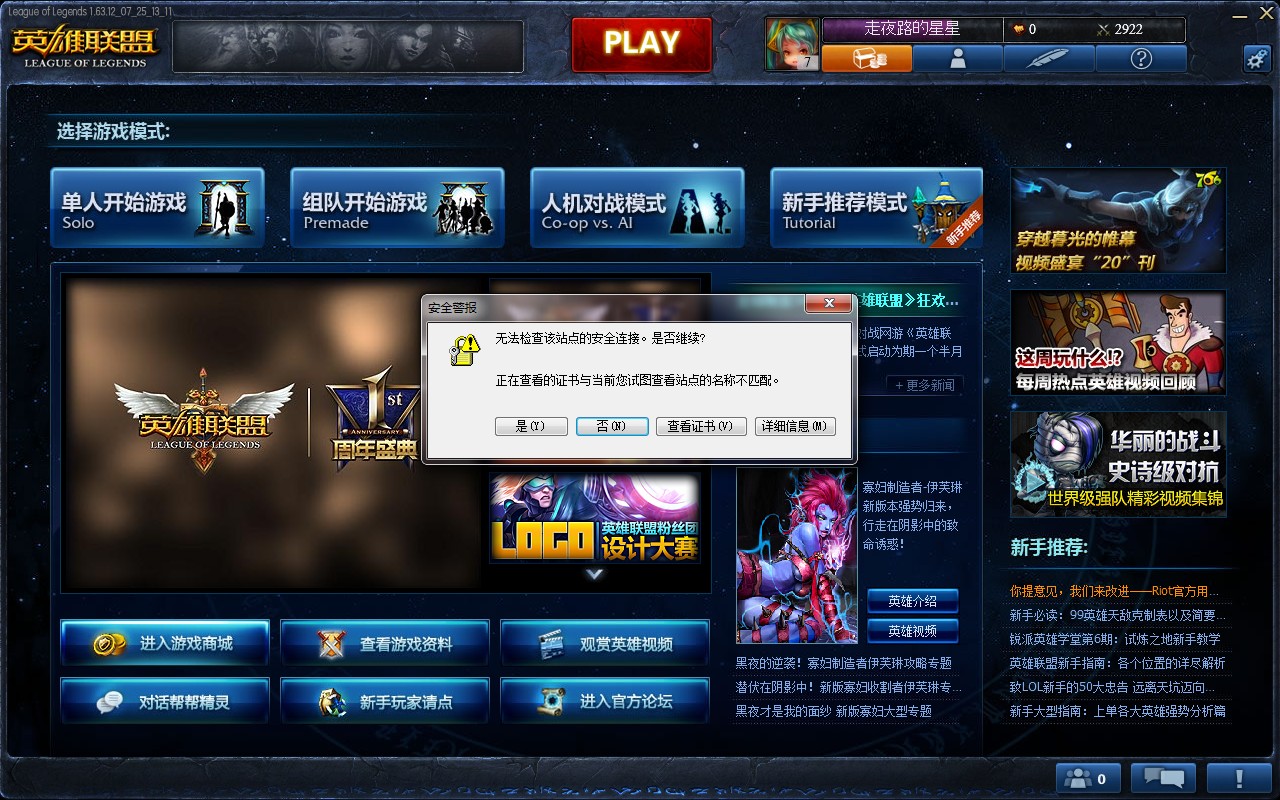 League of Legends 1.63.12_07_25_13_11
英雄联盟
LEAGUE OF LEGENDS
PLAY
7
走夜路的星星
0
2922
选择游戏模式:
单人开始游戏
Solo
组队开始游戏
Premade
人机对战模式
Co-op vs. AI
新手推荐模式
Tutorial
新手推荐
766
穿越暮光的帷幕
视频盛宴“20”刊
英雄联盟
LEAGUE OF LEGENDS
1st
ANNIVERSARY
周年盛典
安全警报
无法检查该站点的安全连接。是否继续?
正在查看的证书与当前您试图查看站点的名称不匹配。
是(Y)
否(N)
查看证书(V)
详细信息(M)
雄联盟》狂欢...
对战网游《英雄联
式启动为期一个半月
+更多新闻
这周玩什么!?
每周热点英雄视频回顾
华丽的战斗
史诗级对抗
世界级强队精彩视频集锦
LOGO
英雄联盟粉丝团
设计大赛
寡妇制造者-伊芙琳
新版本强势归来，
行走在阴影中的致
命诱惑！
英雄介绍
英雄视频
黑夜的逆袭！寡妇制造者伊芙琳攻略专题
潜伏在阴影中！新版寡妇收割者伊芙琳专...
黑夜才是我的面纱 新版寡妇大型专题
新手推荐:
你提意见，我们来改进——Riot官方用...
新手必读：99英雄天敌克制表以及简要...
锐派英雄学堂第6期：试炼之地新手教学
英雄联盟新手指南：各个位置的详尽解析
致LOL新手的50大忠告 远离天坑迈向...
新手大型指南：上单各大英雄强势分析篇
进入游戏商城
查看游戏资料
观赏英雄视频
对话帮帮精灵
新手玩家请点
进入官方论坛
0